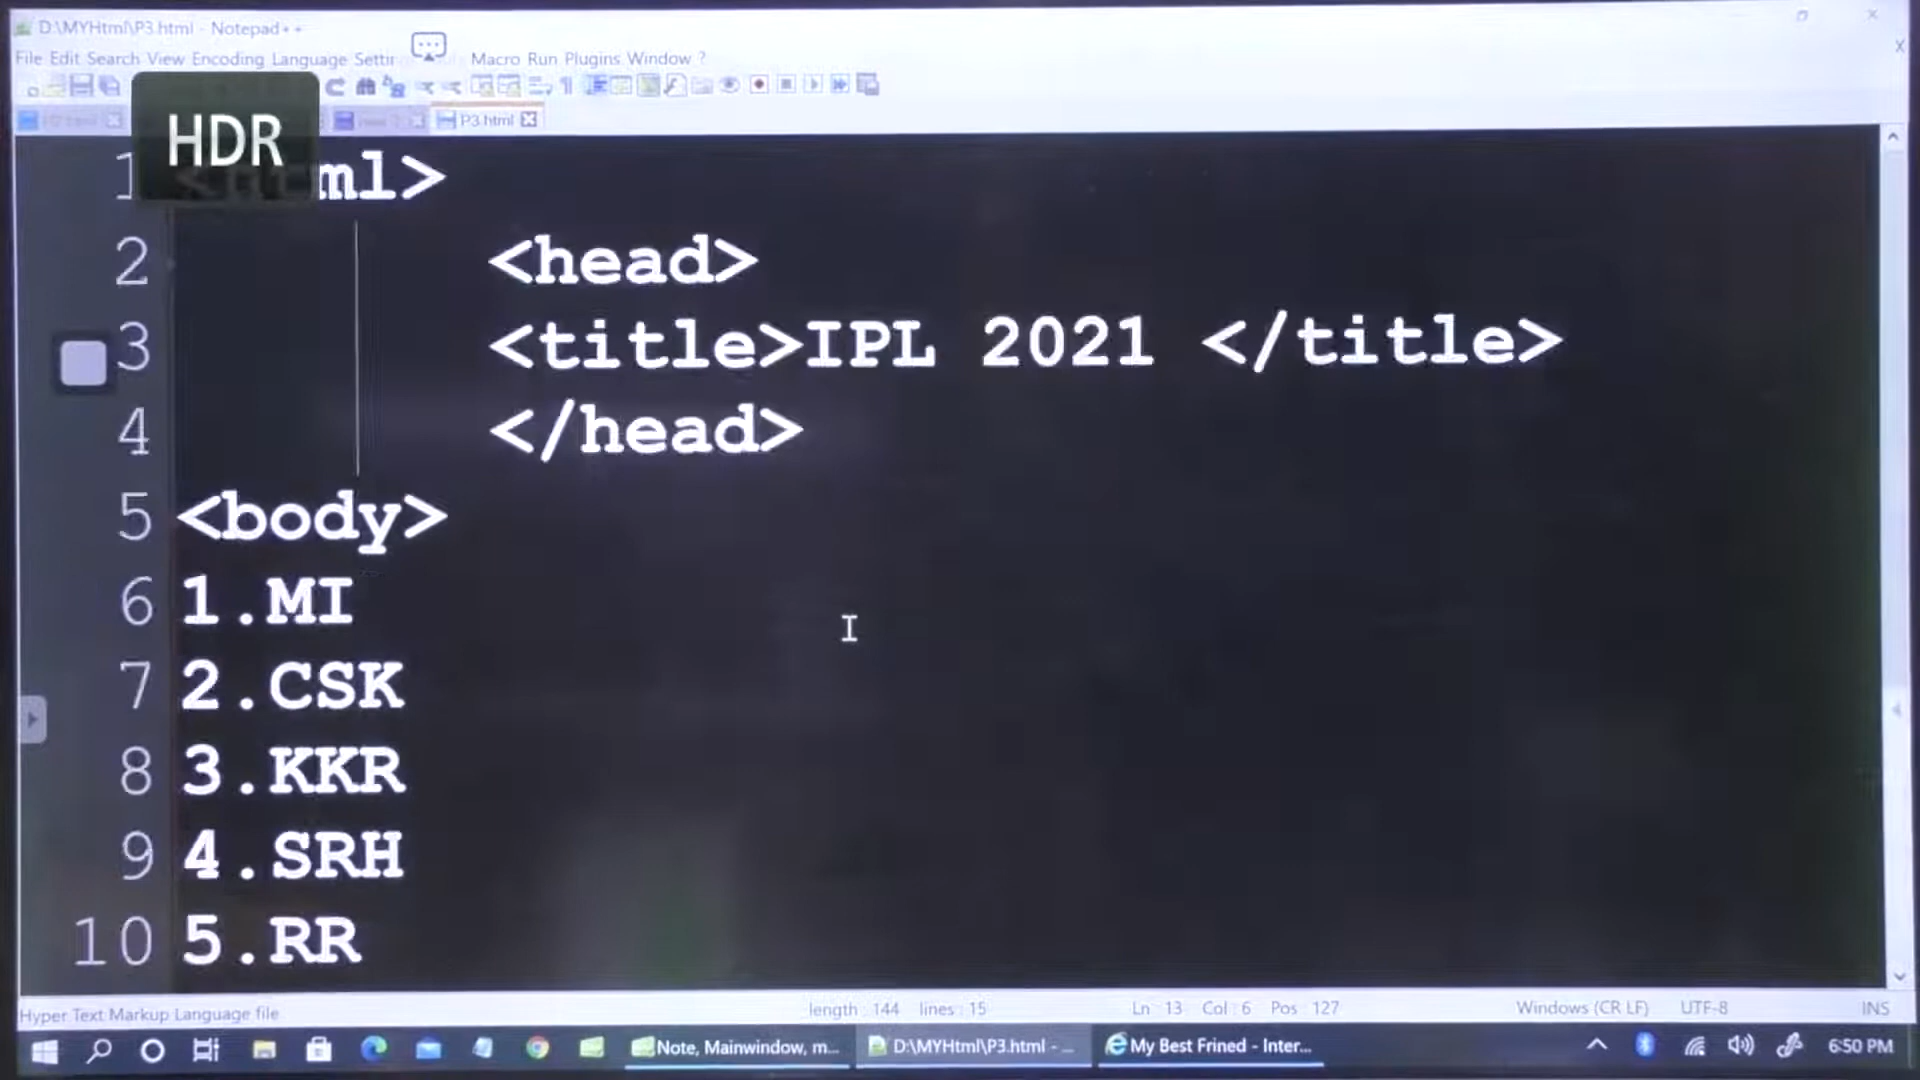 D:\MYHtml\P3.html - Notepad++
File Edit Search View Encoding Language Settin Macro Run Plugins Window ?
X
P3.html
HDR
1 ml>
2 <head>
3 <title>IPL 2021 </title>
4 </head>
5 <body>
6 1.MI
7 2.CSK
8 3.KKR
9 4.SRH
10 5.RR
Hyper Text Markup Language file length : 144 lines : 15 Ln : 13 Col : 6 Pos : 127 Windows (CR LF) UTF-8 INS
Note, Mainwindow, m... D:\MYHtml\P3.html - ... My Best Frined - Inter... 6:50 PM